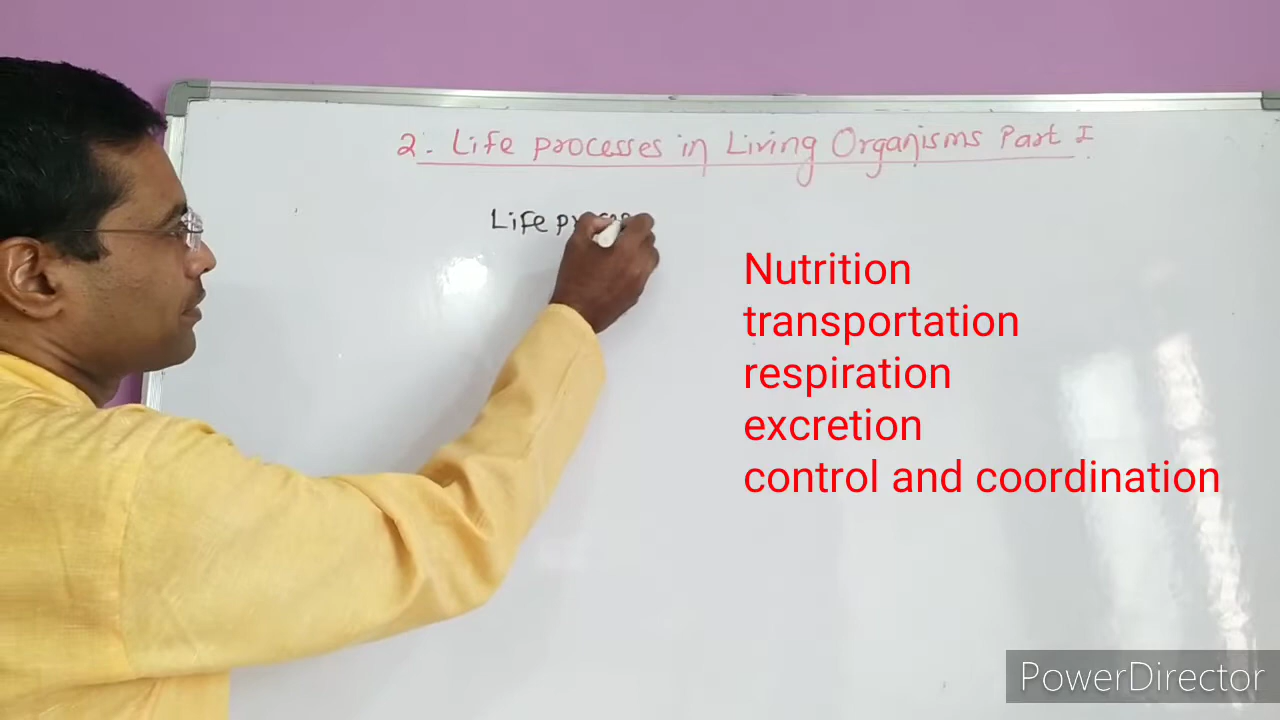 2. Life processes in Living Organisms Part I
Life
Nutrition
transportation
respiration
excretion
control and coordination
PowerDirector